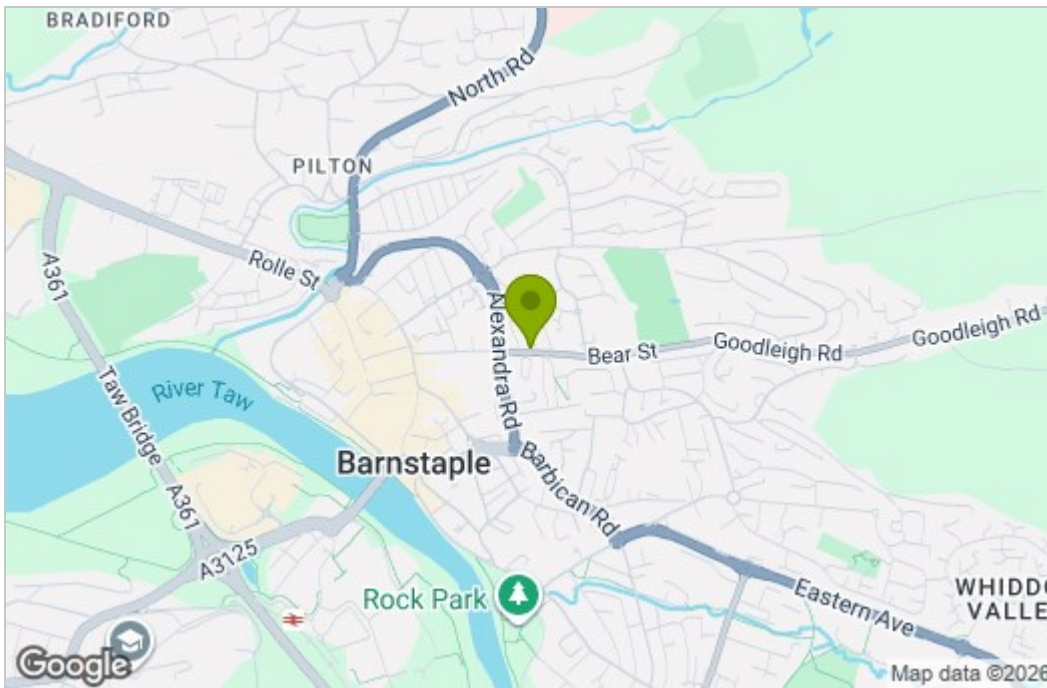 BRADIFORD
North Rd
PILTON
Rolle St
A361
Alexandra Rd
Bear St
Goodleigh Rd
Goodleigh Rd
River Taw
Taw Bridge
Barnstaple
A361
Barbican Rd
A3125
Rock Park
Eastern Ave
WHIDDO
VALLE
Google
Map data ©2026